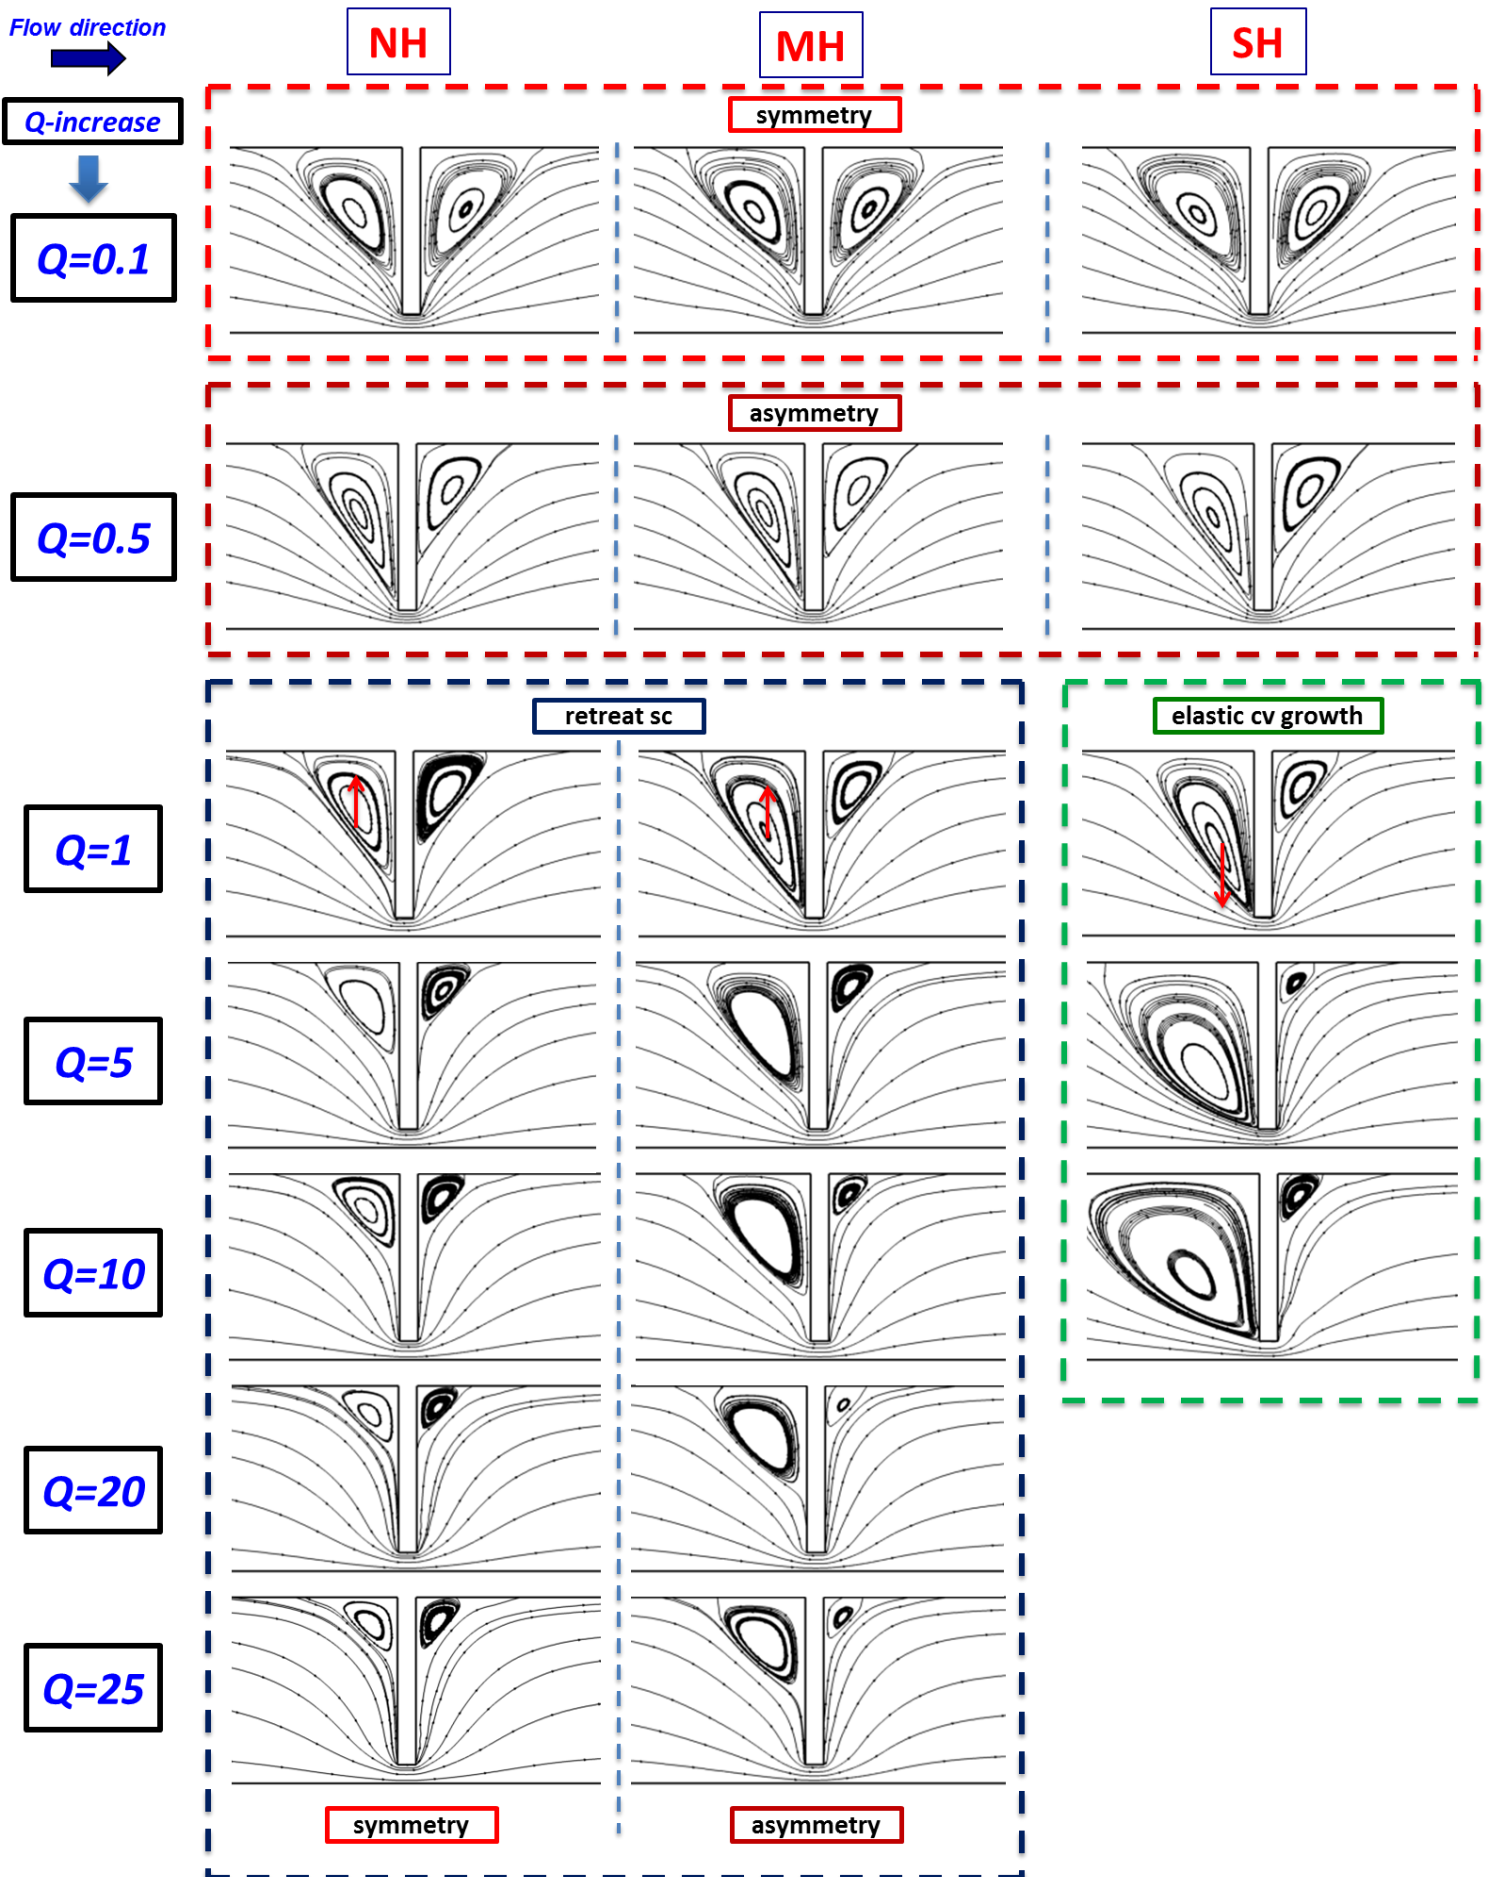 Flow direction
NH
MH
SH
Q-increase
symmetry
Q=0.1
asymmetry
Q=0.5
retreat sc
elastic cv growth
Q=1
Q=5
Q=10
Q=20
Q=25
symmetry
asymmetry